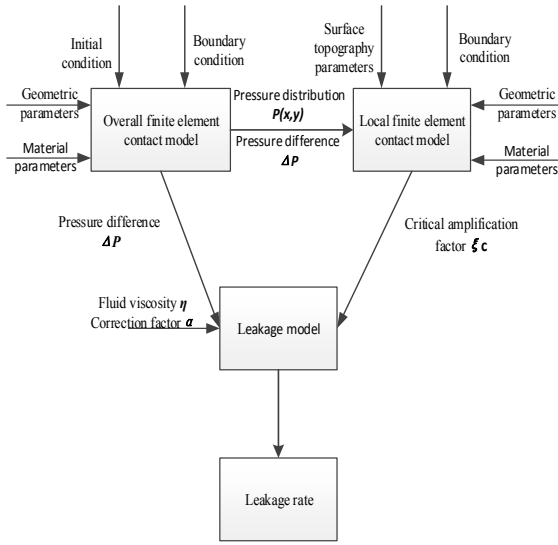 Initial
condition
Boundary
condition
Surface
topography
parameters
Boundary
condition
Geometric
parameters
Material
parameters
Overall finite element
contact model
Pressure distribution
P(x,y)
Pressure difference
ΔP
Local finite element
contact model
Geometric
parameters
Material
parameters
Pressure difference
ΔP
Critical amplification
factor ξc
Fluid viscosity η
Correction factor α
Leakage model
Leakage rate